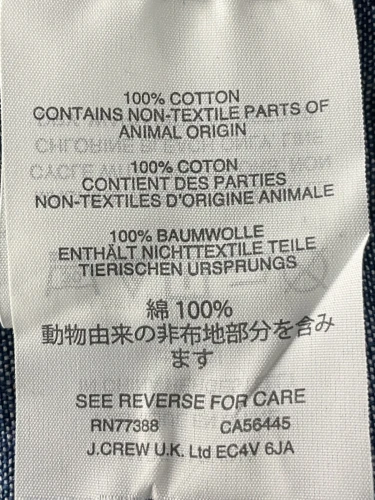 100% COTTON
CONTAINS NON-TEXTILE PARTS OF
ANIMAL ORIGIN
100% COTON
CONTIENT DES PARTIES
NON-TEXTILES D'ORIGINE ANIMALE
100% BAUMWOLLE
ENTHÄLT NICHTTEXTILE TEILE
TIERISCHEN URSPRUNGS
綿 100%
動物由来の非布地部分を含み
ます
SEE REVERSE FOR CARE
RN77388 CA56445
J.CREW U.K. Ltd EC4V 6JA